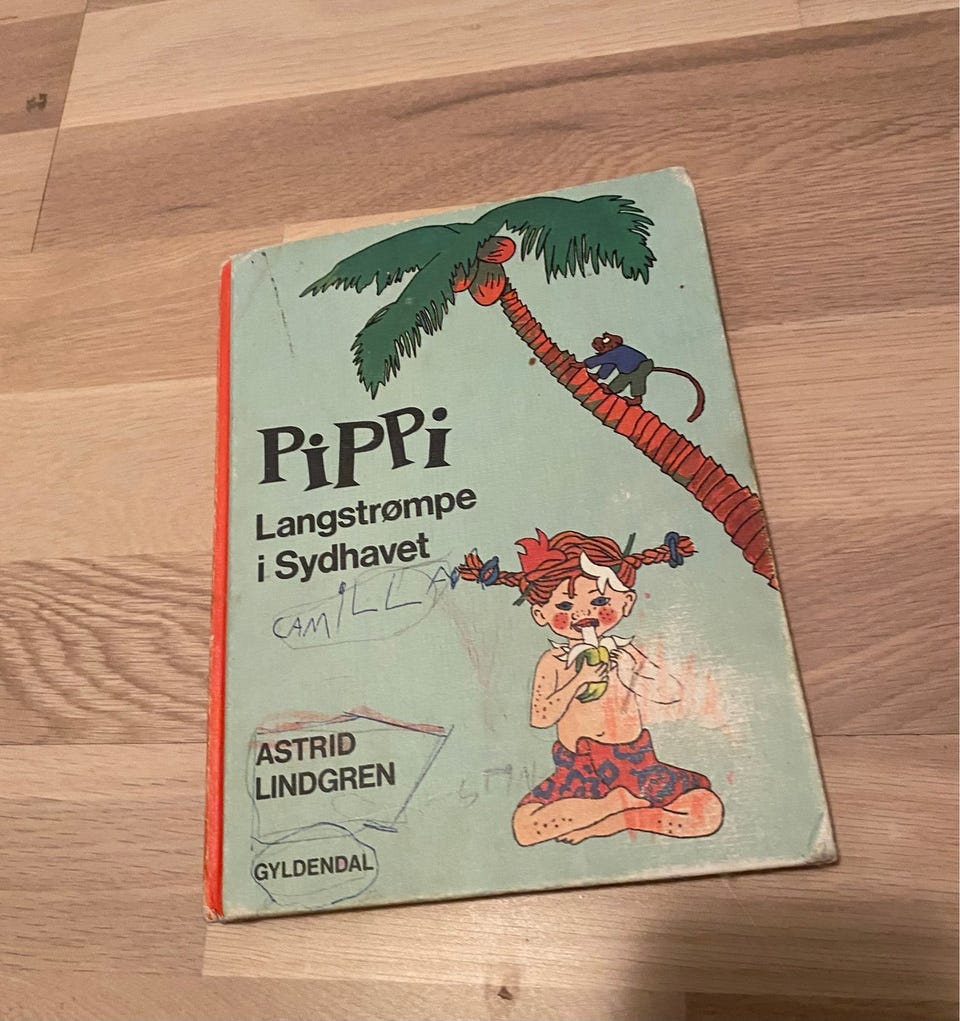 PiPPi
Langstrømpe
i Sydhavet
CAMILLA
ASTRID
LINDGREN
GYLDENDAL